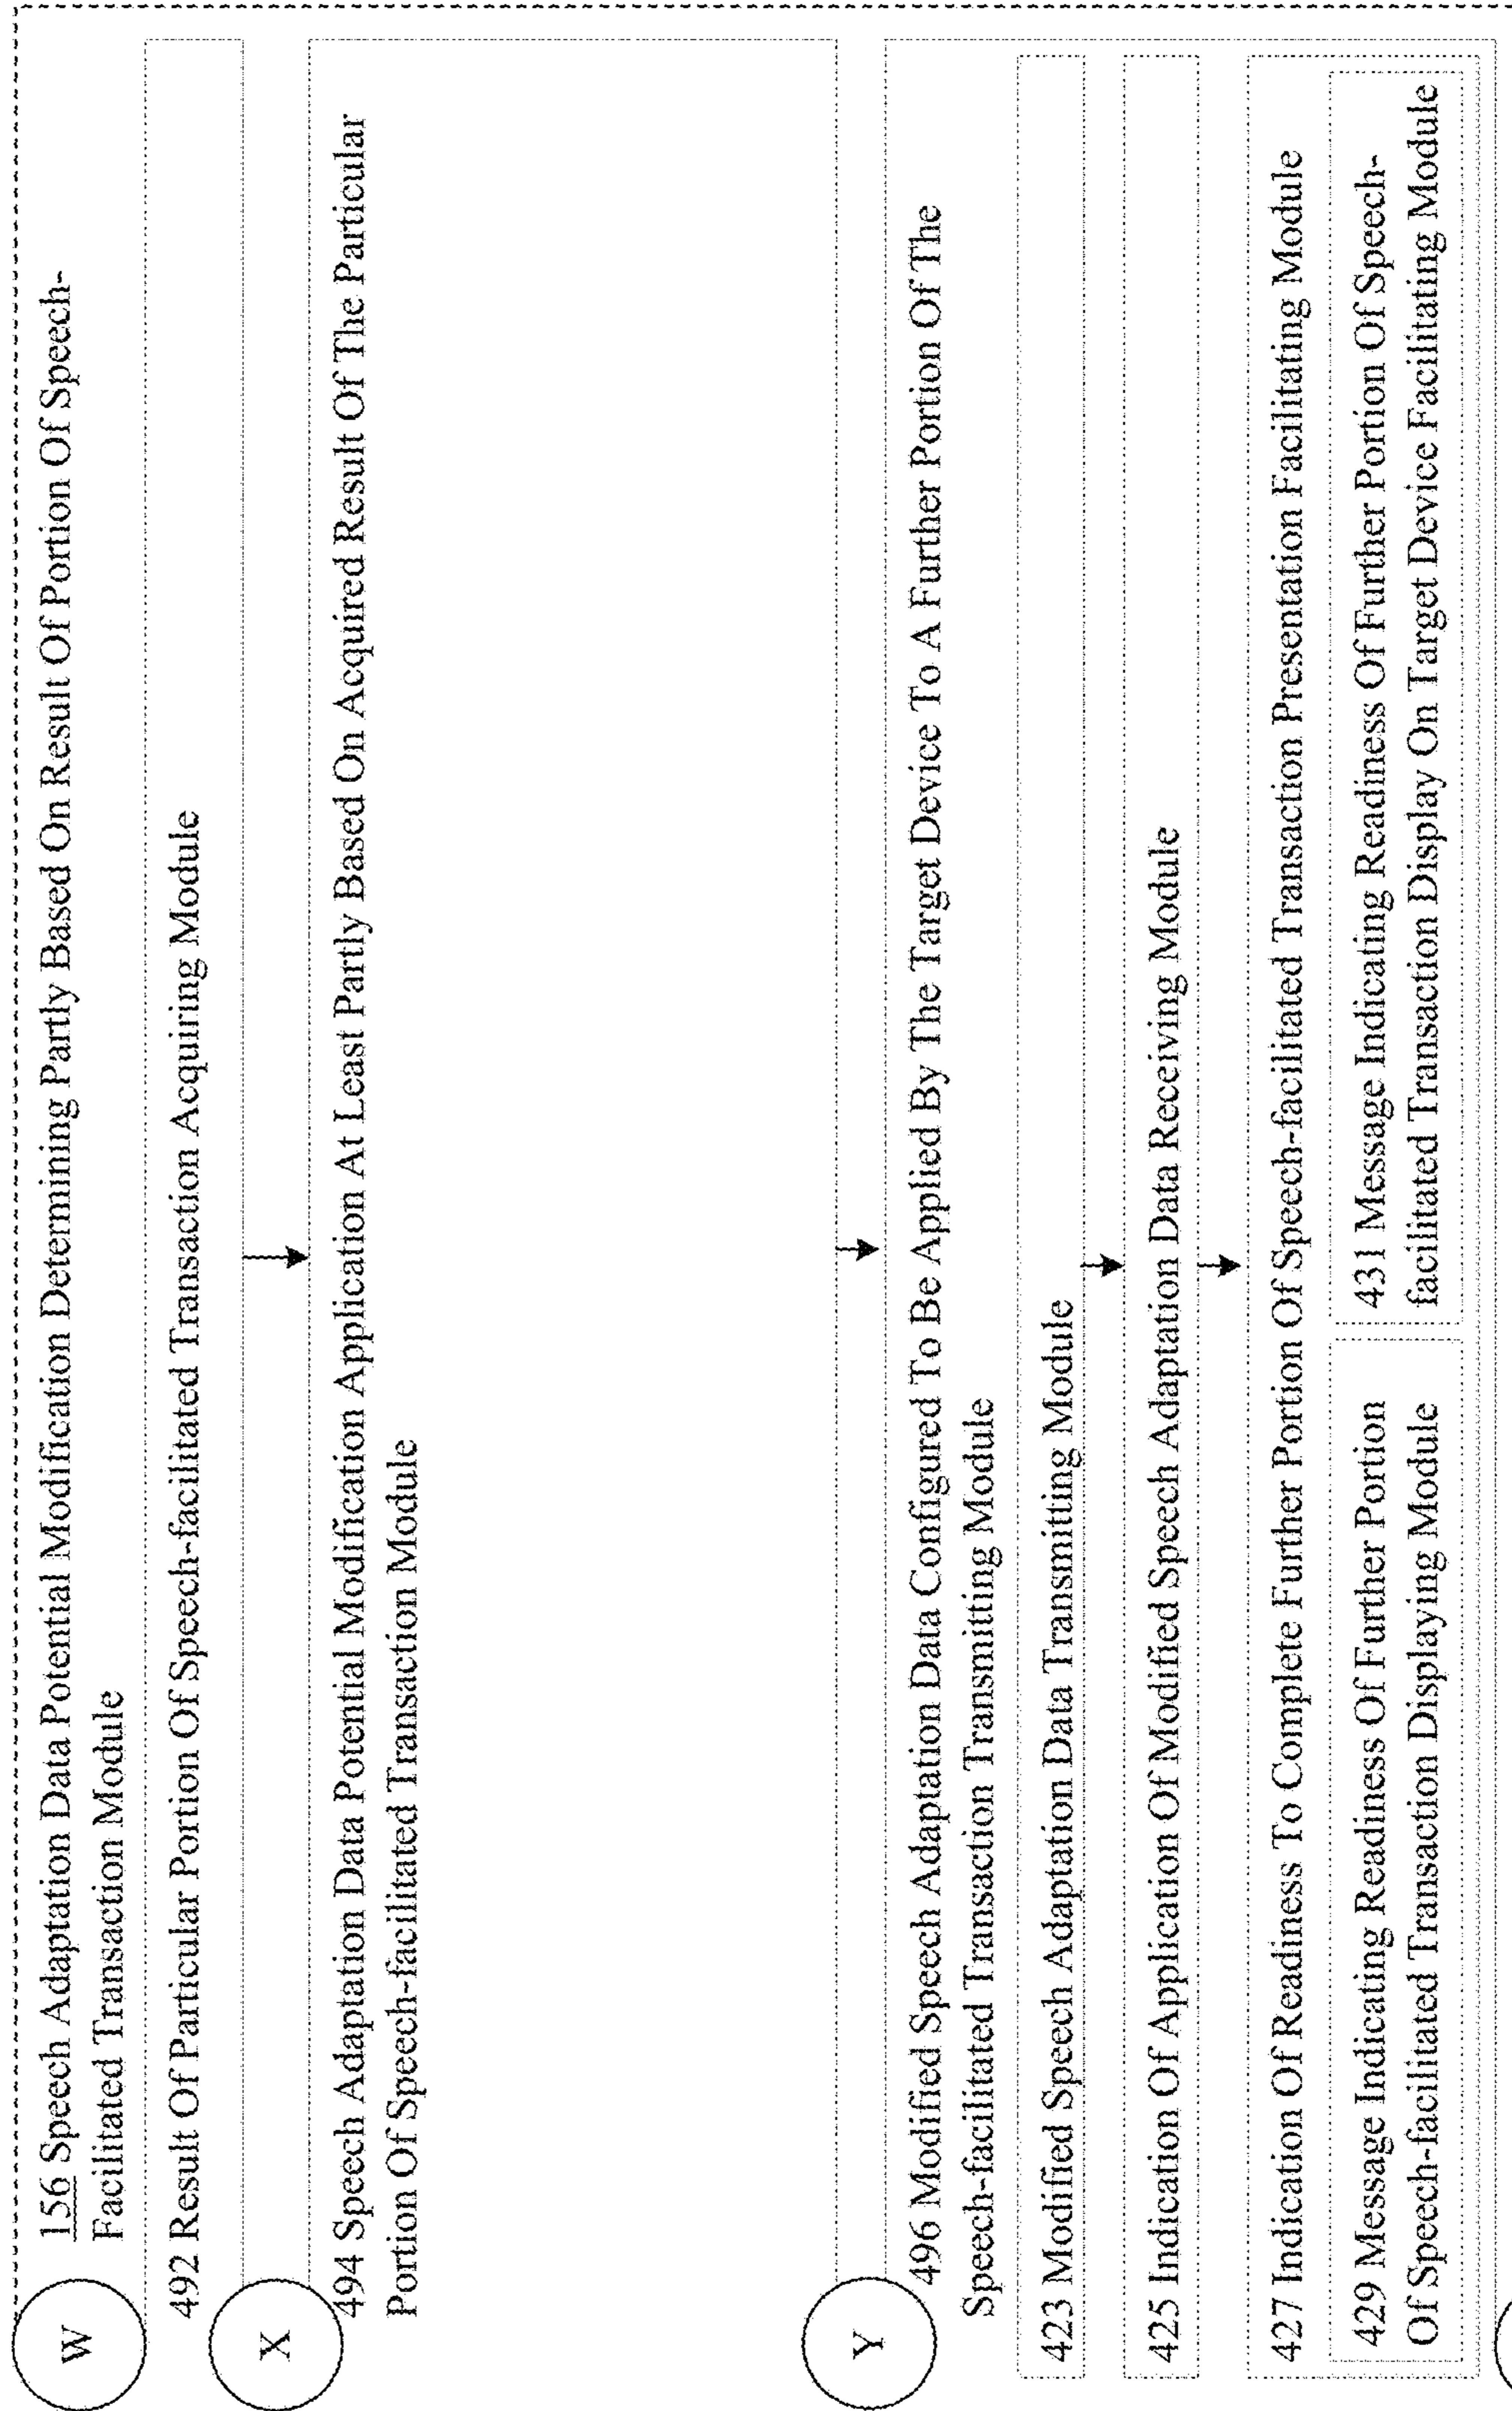 W
156 Speech Adaptation Data Potential Modification Determining Partly Based On Result Of Portion Of Speech-
Facilitated Transaction Module
492 Result Of Particular Portion Of Speech-facilitated Transaction Acquiring Module
X
494 Speech Adaptation Data Potential Modification Application At Least Partly Based On Acquired Result Of The Particular
Portion Of Speech-facilitated Transaction Module
Y
496 Modified Speech Adaptation Data Configured To Be Applied By The Target Device To A Further Portion Of The
Speech-facilitated Transaction Transmitting Module
423 Modified Speech Adaptation Data Transmitting Module
425 Indication Of Application Of Modified Speech Adaptation Data Receiving Module
427 Indication Of Readiness To Complete Further Portion Of Speech-facilitated Transaction Presentation Facilitating Module
429 Message Indicating Readiness Of Further Portion
Of Speech-facilitated Transaction Displaying Module
431 Message Indicating Readiness Of Further Portion Of Speech-
facilitated Transaction Display On Target Device Facilitating Module